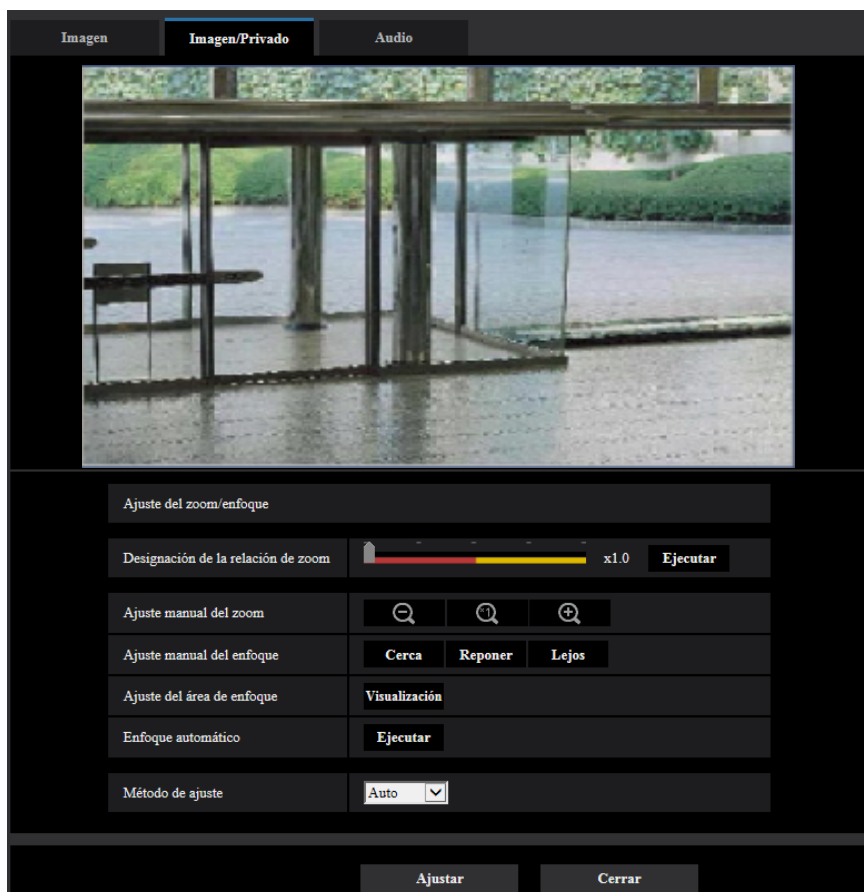 Imagen Imagen/Privado Audio
Ajuste del zoom/enfoque
Designación de la relación de zoom x1.0 Ejecutar
Ajuste manual del zoom x1
Ajuste manual del enfoque Cerca Reponer Lejos
Ajuste del área de enfoque Visualización
Enfoque automático Ejecutar
Método de ajuste Auto
Ajustar Cerrar